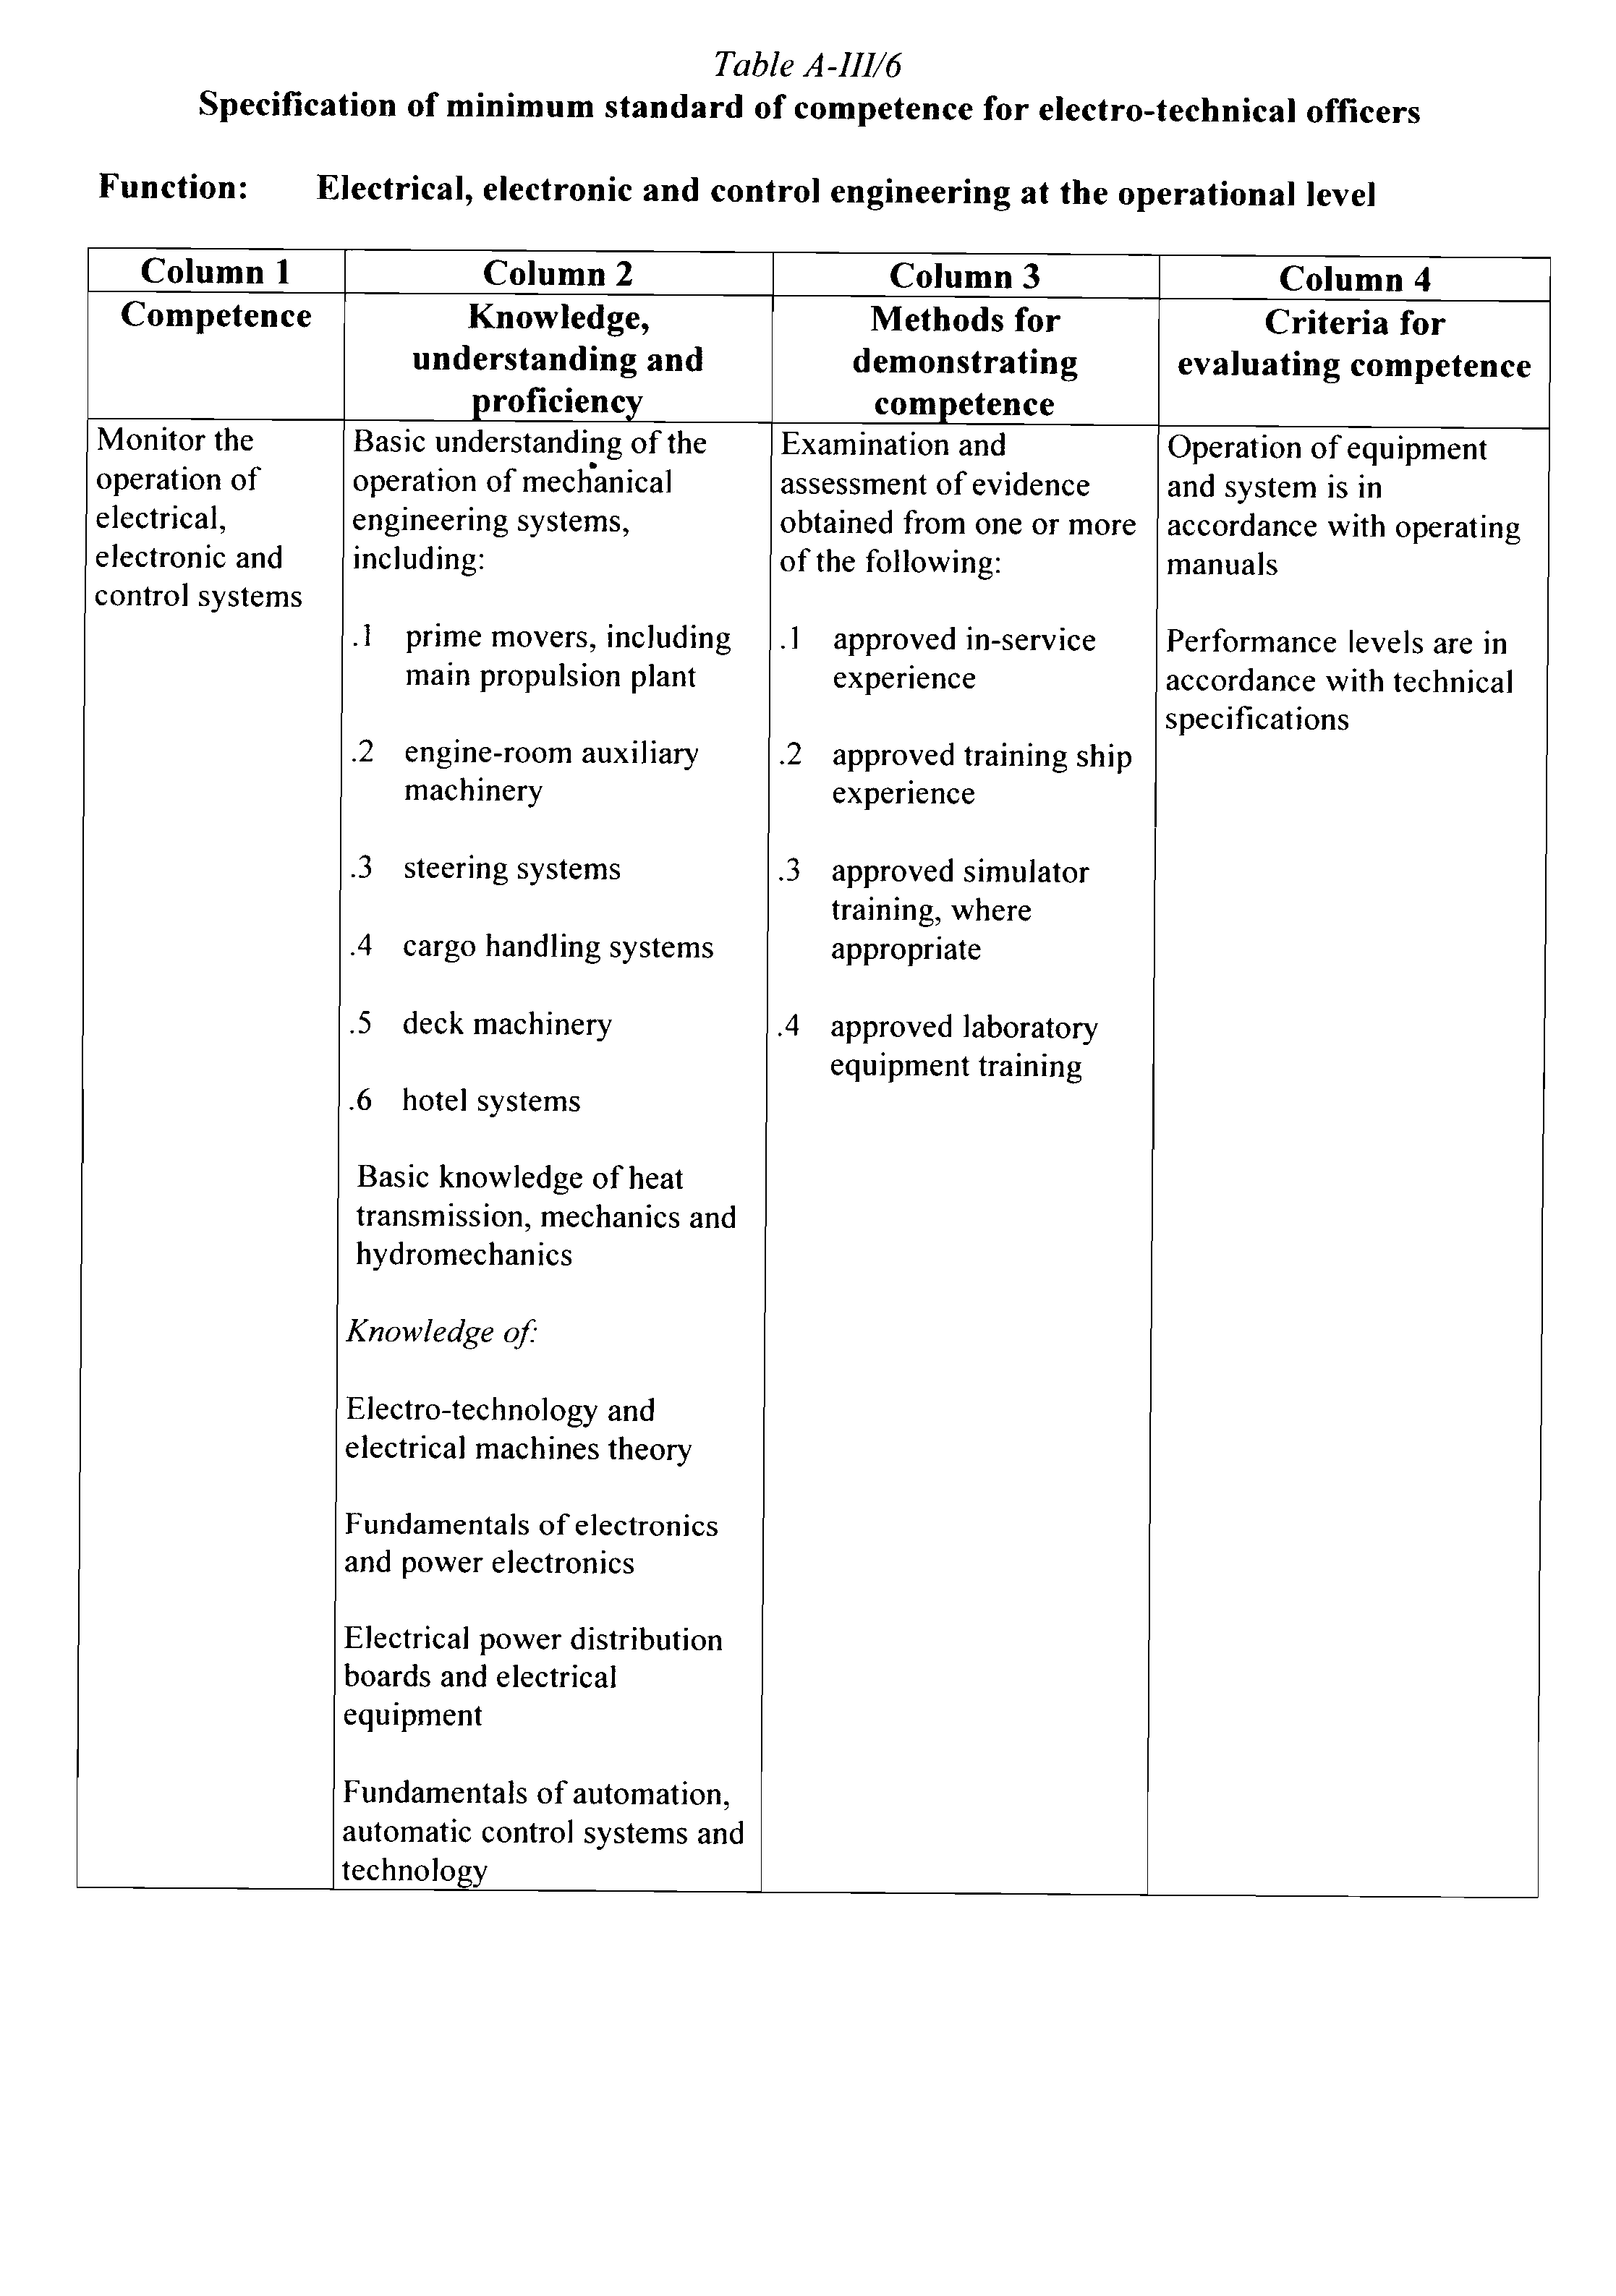 Table A-III/6
Specification of minimum standard of competence for electro-technical officers
Function: Electrical, electronic and control engineering at the operational level
Column 1
Column 2
Column 3
Column 4
Competence
Knowledge,
understanding and
proficiency
Methods for
demonstrating
competence
Criteria for
evaluating competence
Monitor the
operation of
electrical,
electronic and
control systems
Basic understanding of the
operation of mechanical
engineering systems,
including:
.1 prime movers, including
main propulsion plant
.2 engine-room auxiliary
machinery
.3 steering systems
.4 cargo handling systems
.5 deck machinery
.6 hotel systems
Basic knowledge of heat
transmission, mechanics and
hydromechanics
Knowledge of:
Electro-technology and
electrical machines theory
Fundamentals of electronics
and power electronics
Electrical power distribution
boards and electrical
equipment
Fundamentals of automation,
automatic control systems and
technology
Examination and
assessment of evidence
obtained from one or more
of the following:
.1 approved in-service
experience
.2 approved training ship
experience
.3 approved simulator
training, where
appropriate
.4 approved laboratory
equipment training
Operation of equipment
and system is in
accordance with operating
manuals
Performance levels are in
accordance with technical
specifications